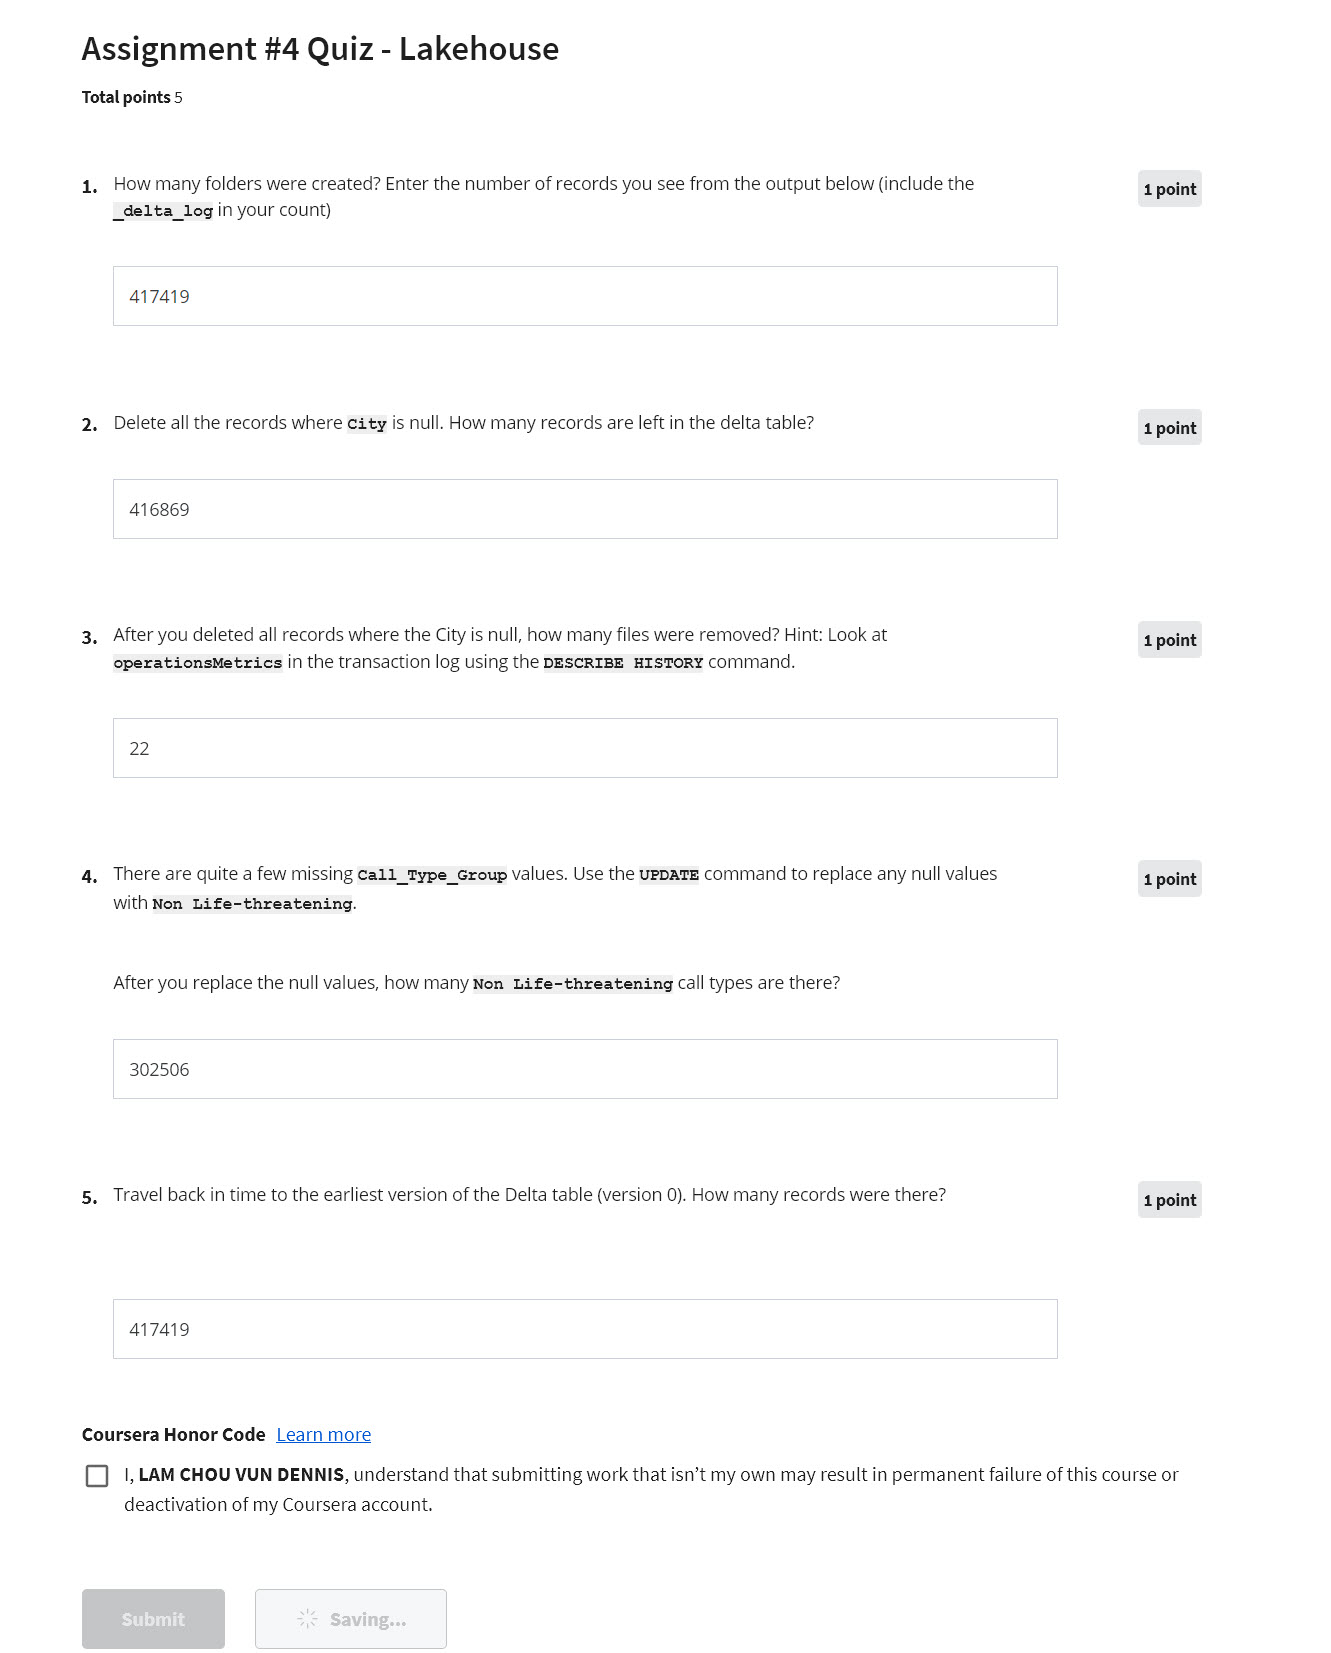 Assignment #4 Quiz - Lakehouse
Total points 5
1. How many folders were created? Enter the number of records you see from the output below (include the
_delta_log in your count)
1 point
417419
2. Delete all the records where City is null. How many records are left in the delta table?
1 point
416869
3. After you deleted all records where the City is null, how many files were removed? Hint: Look at
operationsMetrics in the transaction log using the DESCRIBE HISTORY command.
1 point
22
4. There are quite a few missing Call_Type_Group values. Use the UPDATE command to replace any null values
with Non Life-threatening.
1 point
After you replace the null values, how many Non Life-threatening call types are there?
302506
5. Travel back in time to the earliest version of the Delta table (version 0). How many records were there?
1 point
417419
Coursera Honor Code Learn more
I, LAM CHOU VUN DENNIS, understand that submitting work that isn’t my own may result in permanent failure of this course or
deactivation of my Coursera account.
Submit
Saving...